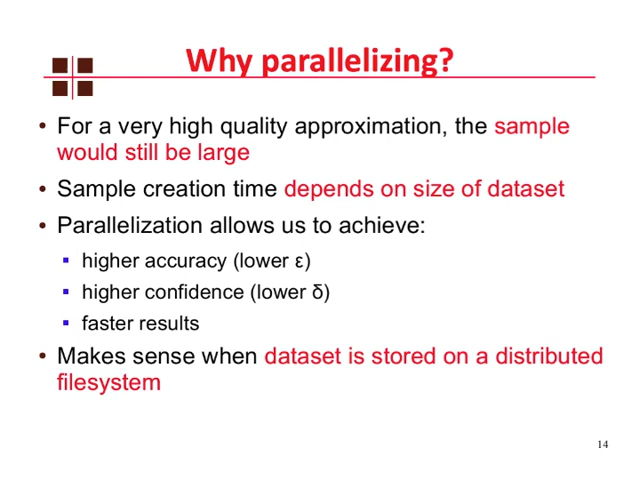 Why parallelizing?
• For a very high quality approximation, the sample
would still be large
• Sample creation time depends on size of dataset
• Parallelization allows us to achieve:
▪ higher accuracy (lower ε)
▪ higher confidence (lower δ)
▪ faster results
• Makes sense when dataset is stored on a distributed
filesystem
14